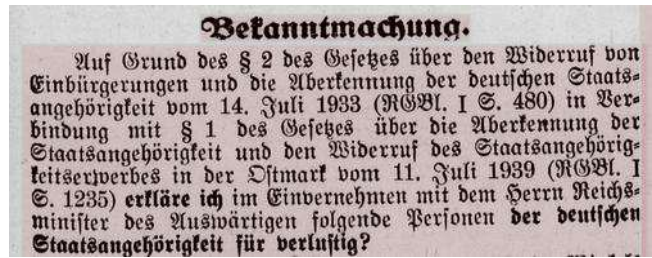 Bekanntmachung.
Auf Grund des § 2 des Gesetzes über den Widerruf von
Einbürgerungen und die Aberkennung der deutschen Staats-
angehörigkeit vom 14. Juli 1933 (RGBl. I S. 480) in Ver-
bindung mit § 1 des Gesetzes über die Aberkennung der
Staatsangehörigkeit und den Widerruf des Staatsangehörig-
keitserwerbes in der Ostmark vom 11. Juli 1939 (RGBl. I
S. 1235) erkläre ich im Einvernehmen mit dem Herrn Reichs-
minister des Auswärtigen folgende Personen der deutschen
Staatsangehörigkeit für verlustig?